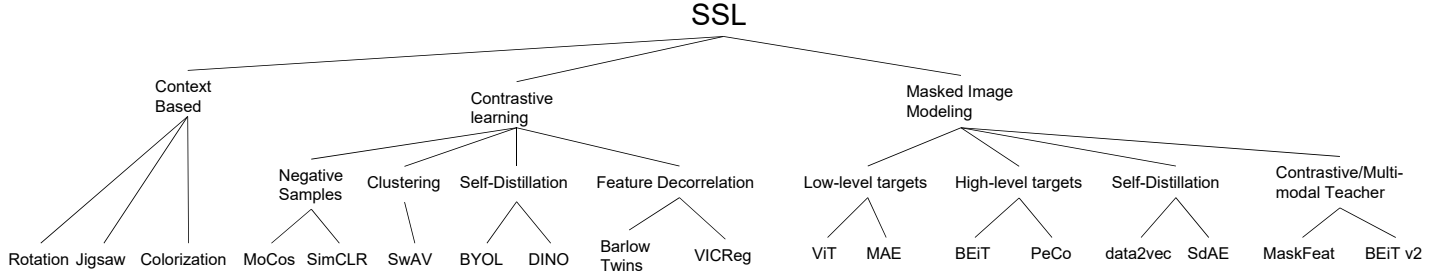 SSL
Context
Based
Contrastive
learning
Masked Image
Modeling
Negative
Samples
Clustering
Self-Distillation
Feature Decorrelation
Low-level targets
High-level targets
Self-Distillation
Contrastive/Multi-
modal Teacher
Rotation
Jigsaw
Colorization
MoCos
SimCLR
SwAV
BYOL
DINO
Barlow
Twins
VICReg
ViT
MAE
BEiT
PeCo
data2vec
SdAE
MaskFeat
BEiT v2